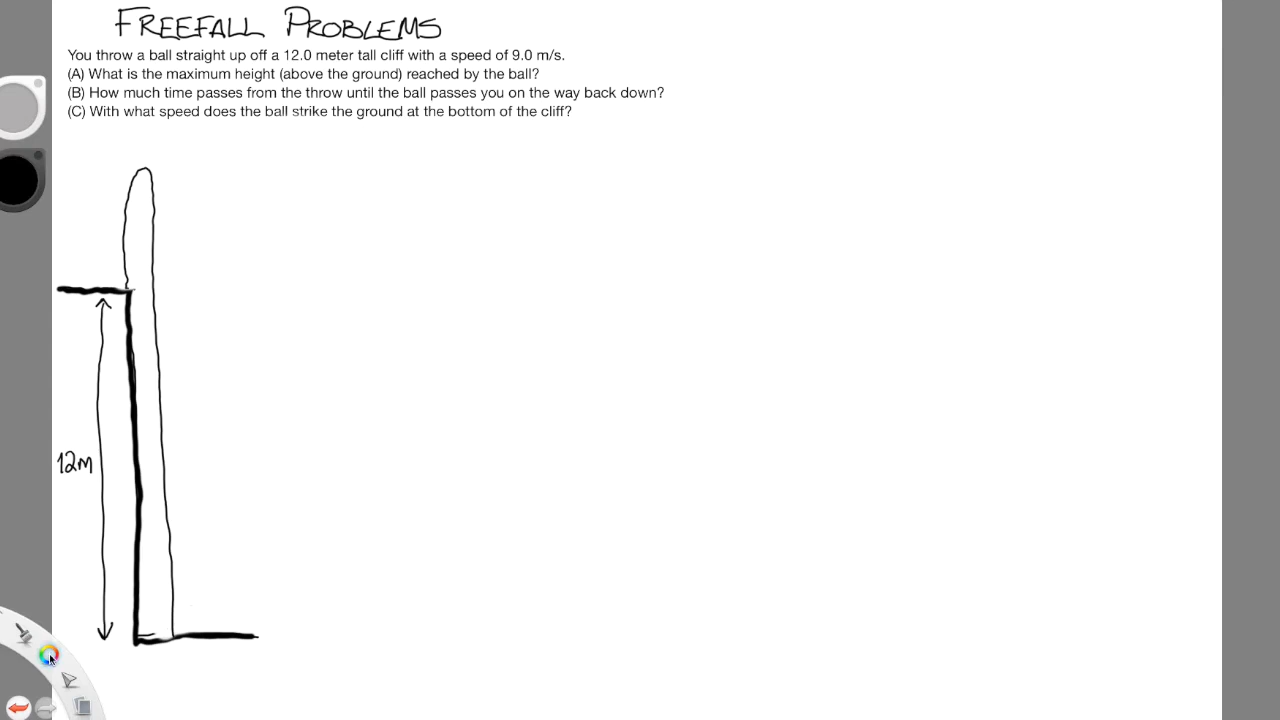 FREEFALL PROBLEMS
You throw a ball straight up off a 12.0 meter tall cliff with a speed of 9.0 m/s.
(A) What is the maximum height (above the ground) reached by the ball?
(B) How much time passes from the throw until the ball passes you on the way back down?
(C) With what speed does the ball strike the ground at the bottom of the cliff?
12m